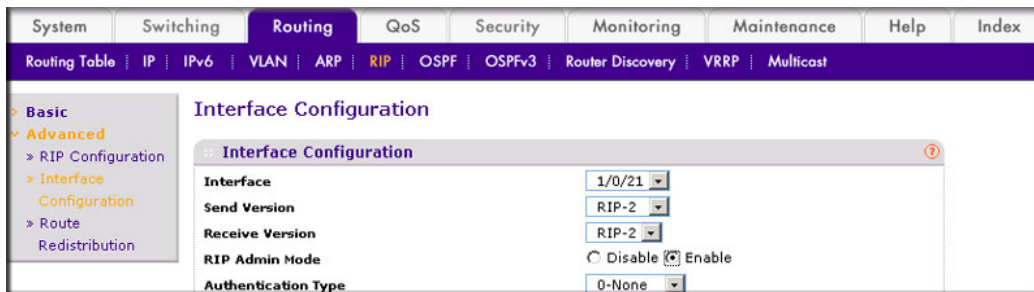 System Switching Routing QoS Security Monitoring Maintenance Help Index
Routing Table IP IPv6 VLAN ARP RIP OSPF OSPFv3 Router Discovery VRRP Multicast
Basic
Advanced
» RIP Configuration
» Interface
Configuration
» Route
Redistribution
Interface Configuration
Interface Configuration ?
Interface 1/0/21
Send Version RIP-2
Receive Version RIP-2
RIP Admin Mode Disable Enable
Authentication Type 0-None